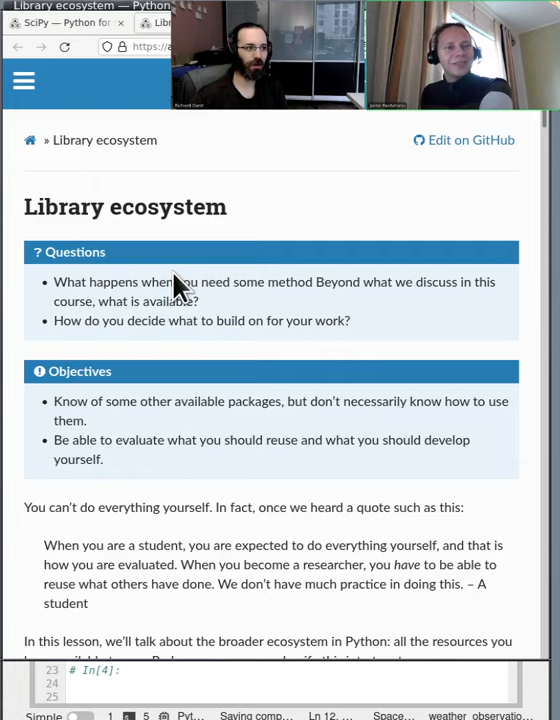 Library ecosystem — Python
SciPy — Python for
Libr
https://a
Richard Darst
» Library ecosystem
Edit on GitHub
Library ecosystem
? Questions
• What happens when you need some method Beyond what we discuss in this
course, what is available?
• How do you decide what to build on for your work?
Objectives
• Know of some other available packages, but don't necessarily know how to use
them.
• Be able to evaluate what you should reuse and what you should develop
yourself.
You can't do everything yourself. In fact, once we heard a quote such as this:
When you are a student, you are expected to do everything yourself, and that is
how you are evaluated. When you become a researcher, you have to be able to
reuse what others have done. We don't have much practice in doing this. – A
student
In this lesson, we'll talk about the broader ecosystem in Python: all the resources you
23 # In[4]:
24
25
Simple 1 5 Pyt... Saving comp... Ln 12, ... Space... weather_observatio...